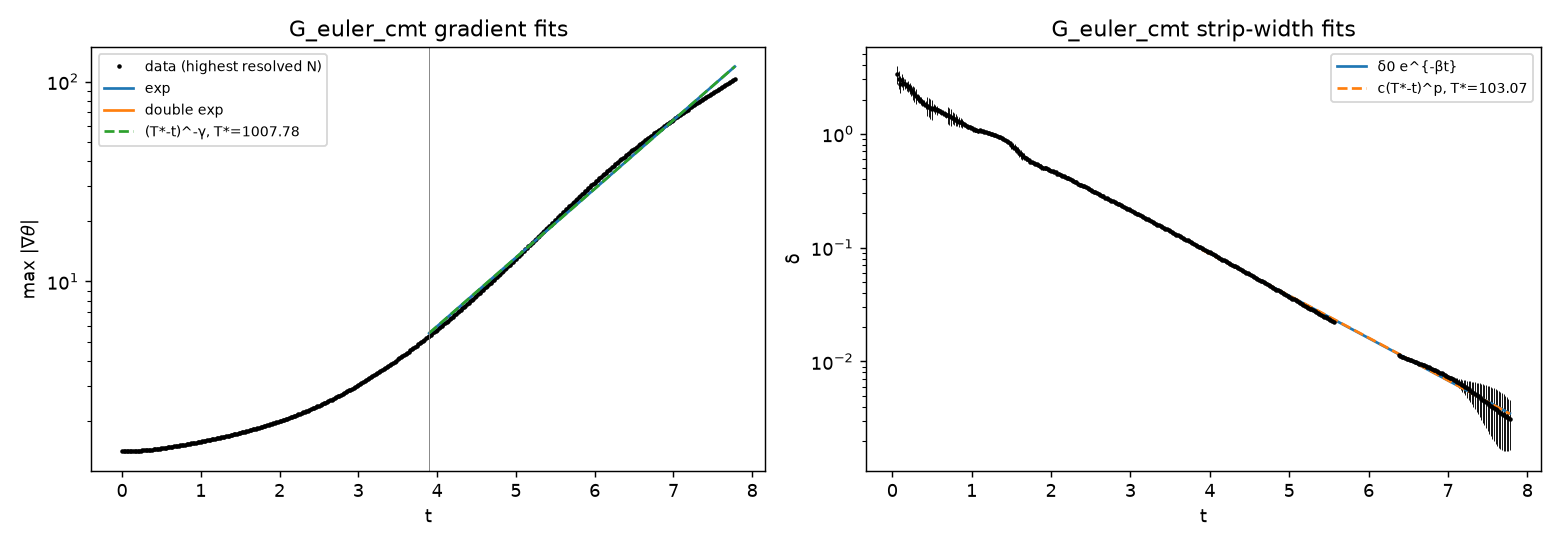 G_euler_cmt gradient fits
data (highest resolved N)
exp
double exp
(T*-t)^-γ, T*=1007.78
max |∇θ|
10²
10¹
0 1 2 3 4 5 6 7 8
t
G_euler_cmt strip-width fits
δ0 e^{-βt}
c(T*-t)^p, T*=103.07
δ
10⁰
10⁻¹
10⁻²
0 1 2 3 4 5 6 7 8
t